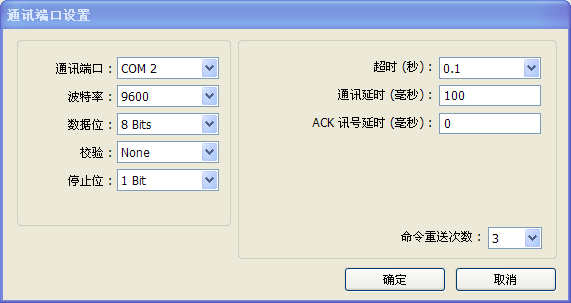 通讯端口设置
通讯端口 : COM 2
波特率 : 9600
数据位 : 8 Bits
校验 : None
停止位 : 1 Bit
超时 (秒) : 0.1
通讯延时 (毫秒) : 100
ACK 讯号延时 (毫秒) : 0
命令重送次数 : 3
确定
取消